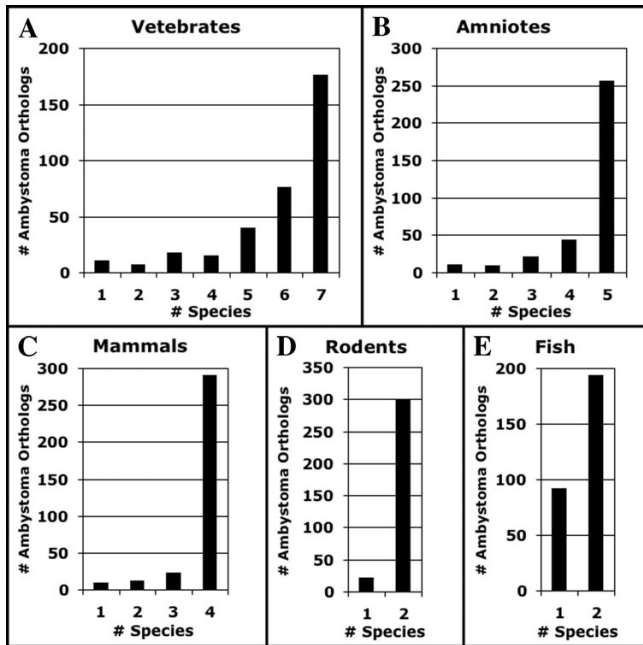 A
Vetebrates
# Ambystoma Orthologs
200
150
100
50
0
1 2 3 4 5 6 7
# Species
B
Amniotes
# Ambystoma Orthologs
300
250
200
150
100
50
0
1 2 3 4 5
# Species
C
Mammals
# Ambystoma Orthologs
300
250
200
150
100
50
0
1 2 3 4
# Species
D
Rodents
# Ambystoma Orthologs
350
300
250
200
150
100
50
0
1 2
# Species
E
Fish
# Ambystoma Orthologs
200
150
100
50
0
1 2
# Species